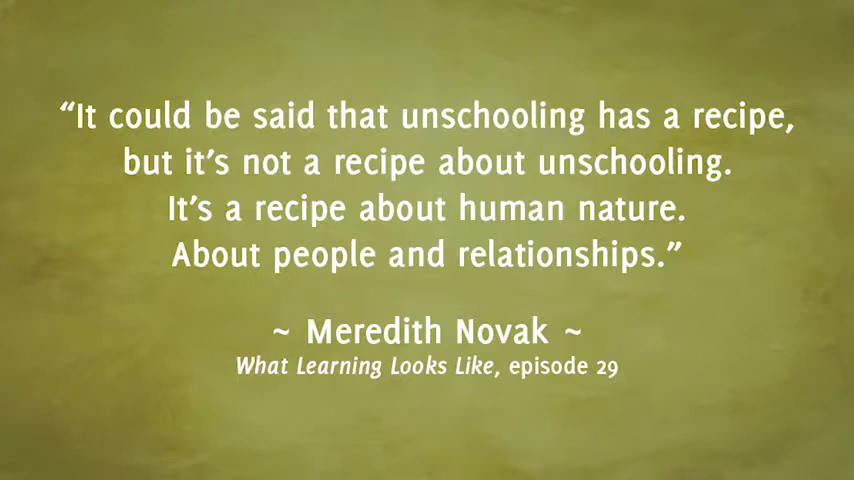 “It could be said that unschooling has a recipe,
but it’s not a recipe about unschooling.
It’s a recipe about human nature.
About people and relationships.”
~ Meredith Novak ~
What Learning Looks Like, episode 29